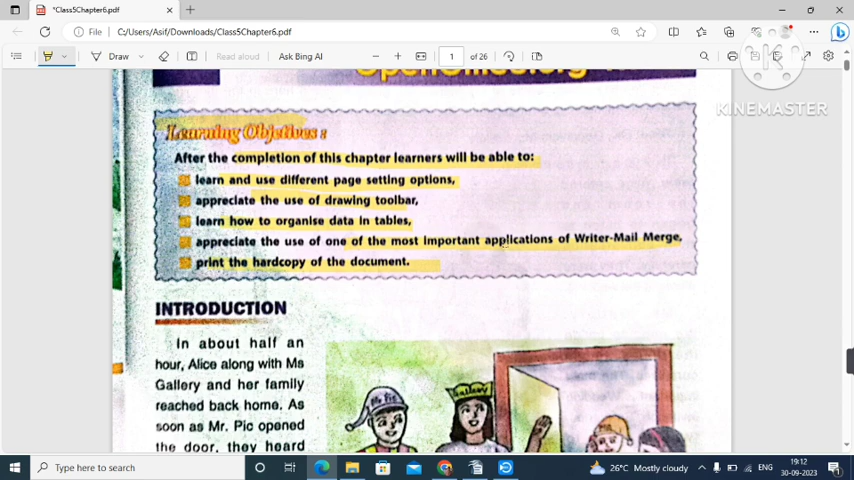 *Class5Chapter6.pdf
File
C:/Users/Asif/Downloads/Class5Chapter6.pdf
Draw
Read aloud
Ask Bing AI
1 of 26
KINEMASTER
Learning Objetives :
After the completion of this chapter learners will be able to:
learn and use different page setting options,
appreciate the use of drawing toolbar,
learn how to organise data in tables,
appreciate the use of one of the most important applications of Writer-Mail Merge,
print the hardcopy of the document.
INTRODUCTION
In about half an
hour, Alice along with Ms
Gallery and her family
reached back home. As
soon as Mr. Pic opened
the door, they heard
Mr Pic
Gallery
Type here to search
26°C Mostly cloudy
ENG
19:12
30-09-2023